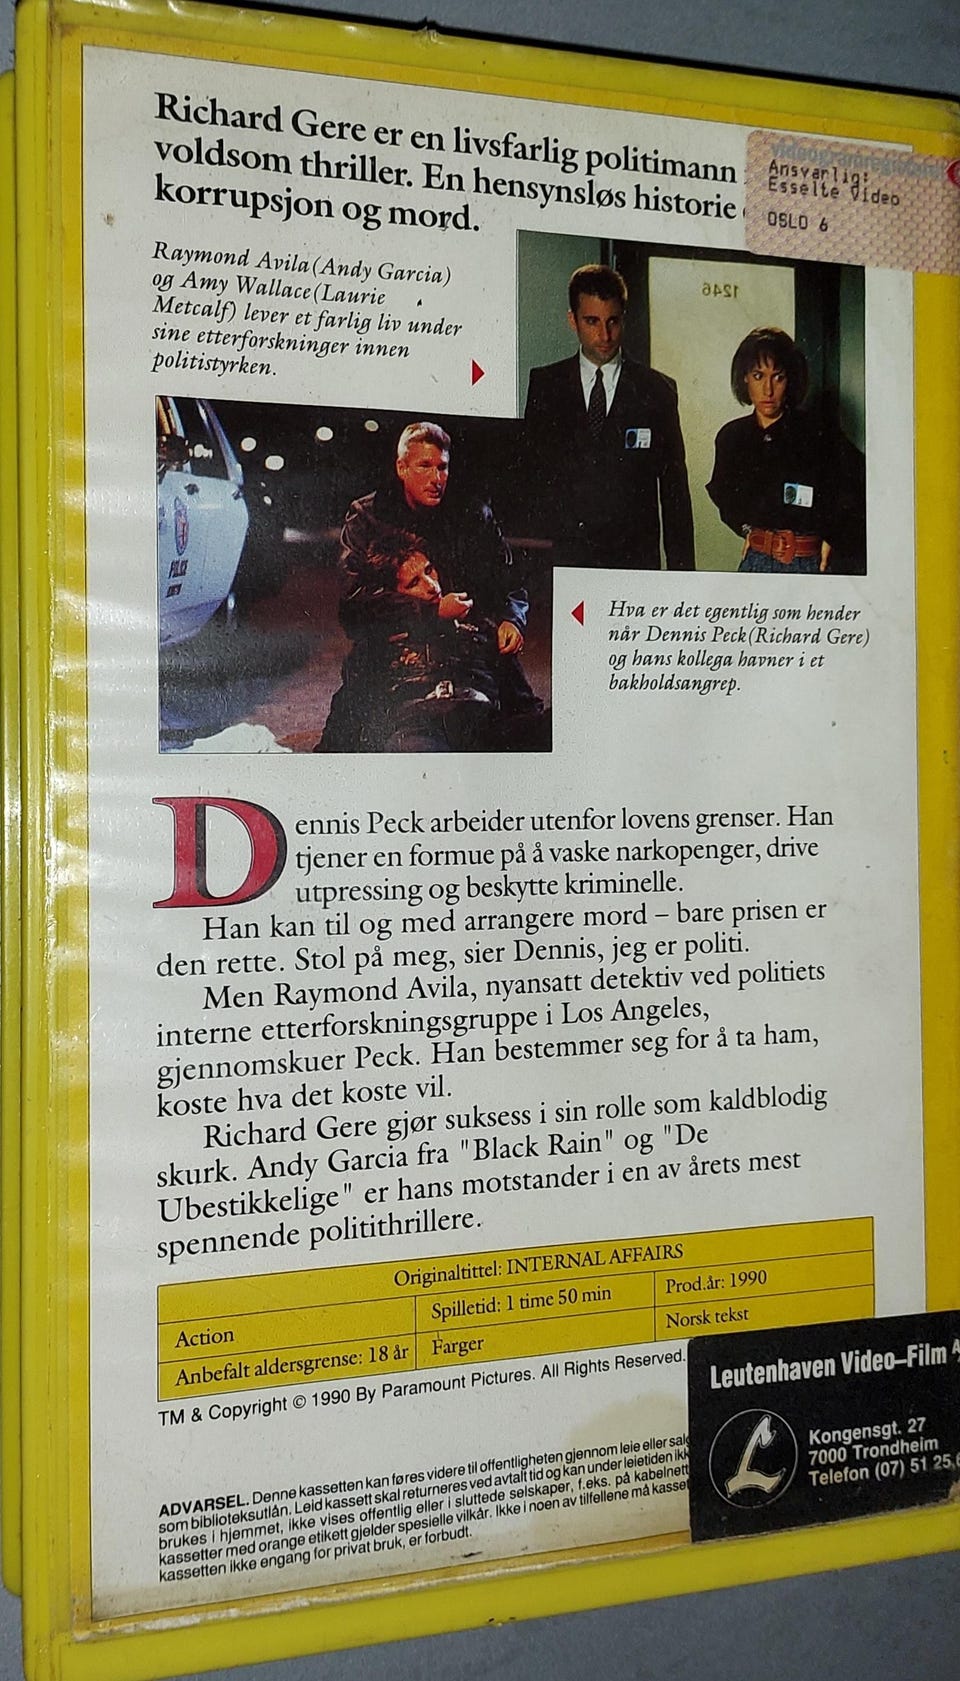 Richard Gere er en livsfarlig politimann
voldsom thriller. En hensynsløs historie
korrupsjon og mord.
videogramregister
Ansvarlig:
Esselte Video
OSLO 6
Raymond Avila (Andy Garcia)
og Amy Wallace (Laurie
Metcalf) lever et farlig liv under
sine etterforskninger innen
politistyrken.
1246
POLICE
Hva er det egentlig som hender
når Dennis Peck (Richard Gere)
og hans kollega havner i et
bakholdsangrep.
Dennis Peck arbeider utenfor lovens grenser. Han
tjener en formue på å vaske narkopenger, drive
utpressing og beskytte kriminelle.
Han kan til og med arrangere mord – bare prisen er
den rette. Stol på meg, sier Dennis, jeg er politi.
Men Raymond Avila, nyansatt detektiv ved politiets
interne etterforskningsgruppe i Los Angeles,
gjennomskuer Peck. Han bestemmer seg for å ta ham,
koste hva det koste vil.
Richard Gere gjør suksess i sin rolle som kaldblodig
skurk. Andy Garcia fra "Black Rain" og "De
Ubestikkelige" er hans motstander i en av årets mest
spennende politithrillere.
Originaltittel: INTERNAL AFFAIRS
Action
Spilletid: 1 time 50 min
Prod.år: 1990
Anbefalt aldersgrense: 18 år
Farger
Norsk tekst
TM & Copyright © 1990 By Paramount Pictures. All Rights Reserved.
ADVARSEL. Denne kassetten kan føres videre til offentligheten gjennom leie eller salg
som biblioteksutlån. Leid kassett skal returneres ved avtalt tid og kan under leietiden ikk
brukes i hjemmet, ikke vises offentlig eller i sluttede selskaper, f.eks. på kabelnett
kassetter med orange etikett gjelder spesielle vilkår. Ikke i noen av tilfellene må kasset
kassetten ikke engang for privat bruk, er forbudt.
Leutenhaven Video–Film A
L
Kongensgt. 27
7000 Trondheim
Telefon (07) 51 25